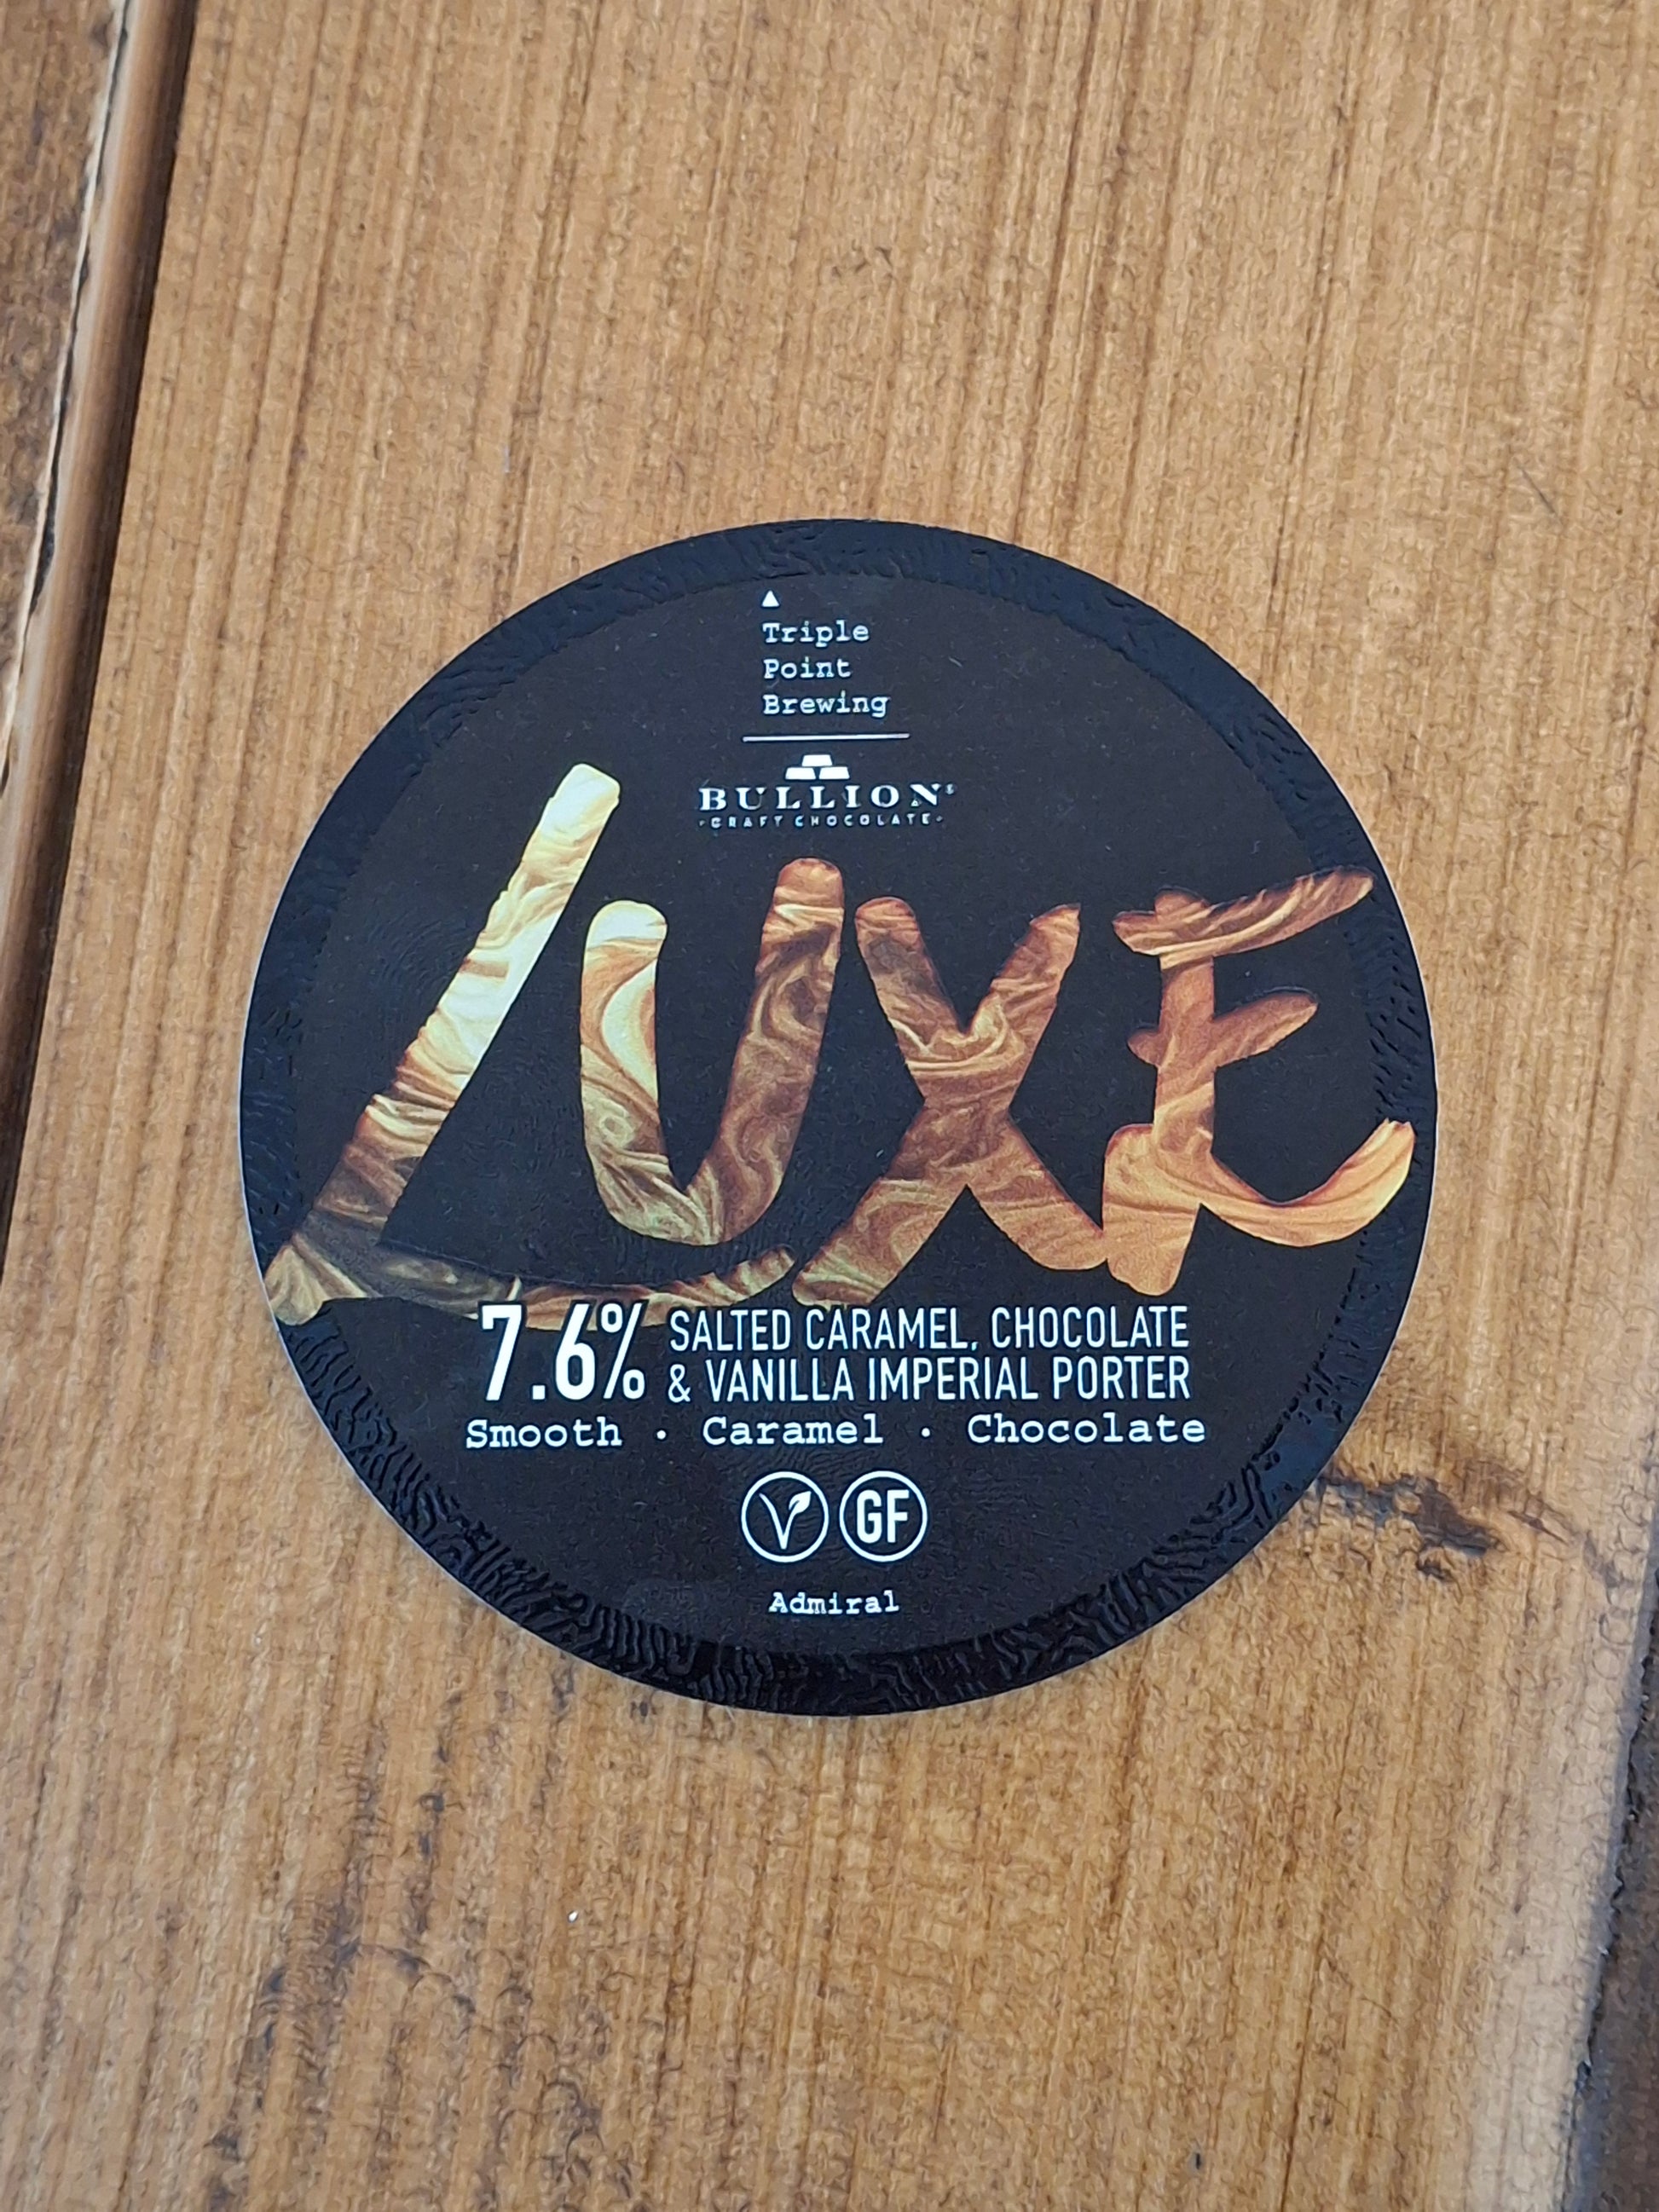 Triple
Point
Brewing
BULLION®
·CRAFT CHOCOLATE·
LUXE
7.6% SALTED CARAMEL, CHOCOLATE
& VANILLA IMPERIAL PORTER
Smooth · Caramel · Chocolate
V GF
Admiral